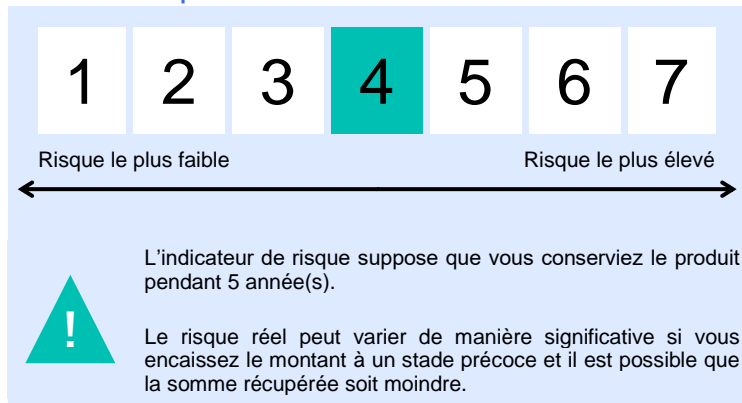 1 2 3 4 5 6 7
Risque le plus faible Risque le plus élevé
L'indicateur de risque suppose que vous conserviez le produit
pendant 5 année(s).
!
Le risque réel peut varier de manière significative si vous
encaissez le montant à un stade précoce et il est possible que
la somme récupérée soit moindre.